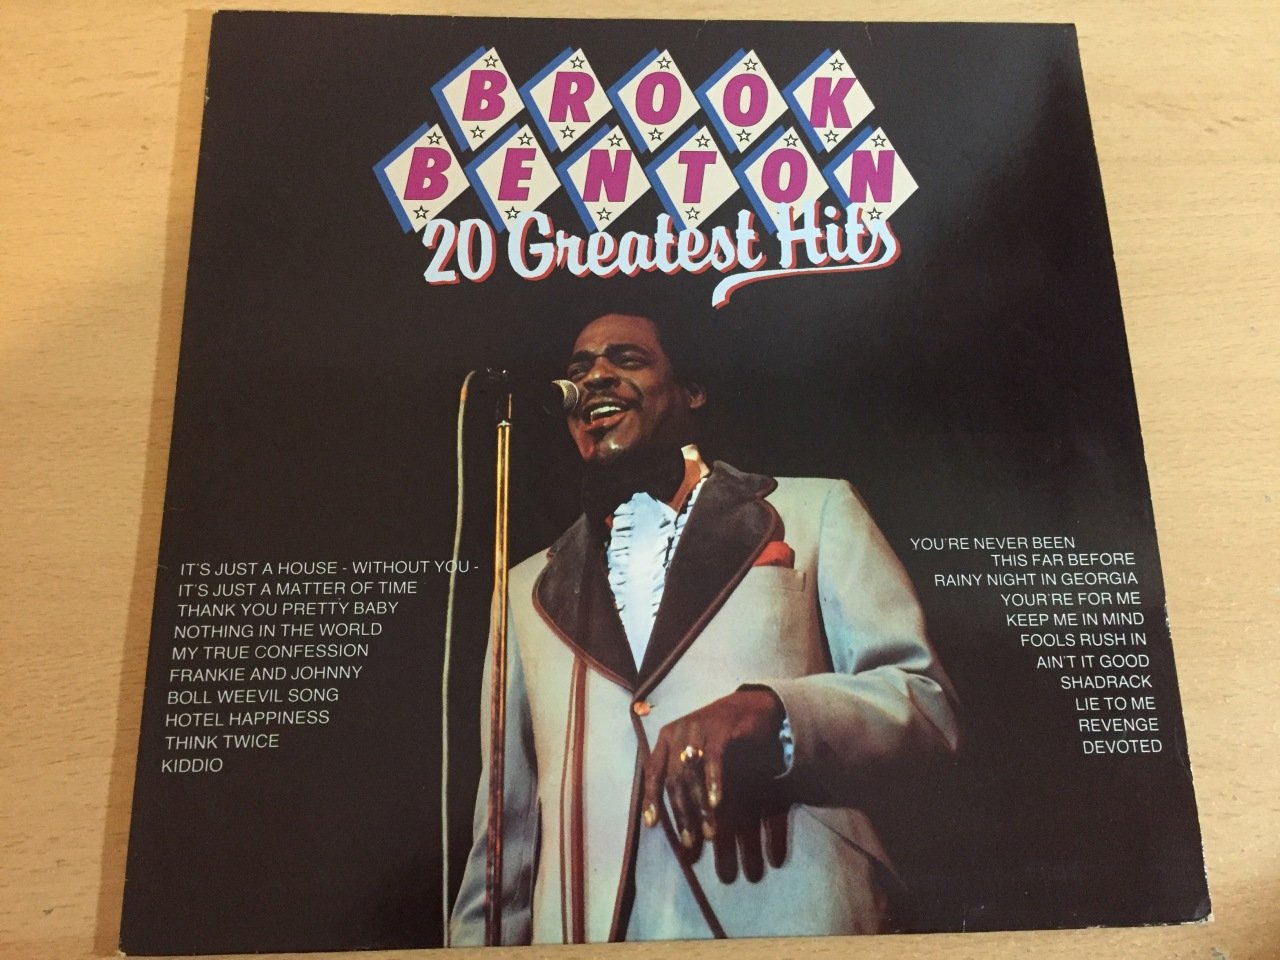 BROOK
BENTON
20 Greatest Hits
IT'S JUST A HOUSE - WITHOUT YOU -
IT'S JUST A MATTER OF TIME
THANK YOU PRETTY BABY
NOTHING IN THE WORLD
MY TRUE CONFESSION
FRANKIE AND JOHNNY
BOLL WEEVIL SONG
HOTEL HAPPINESS
THINK TWICE
KIDDIO
YOU'RE NEVER BEEN
THIS FAR BEFORE
RAINY NIGHT IN GEORGIA
YOUR'RE FOR ME
KEEP ME IN MIND
FOOLS RUSH IN
AIN'T IT GOOD
SHADRACK
LIE TO ME
REVENGE
DEVOTED